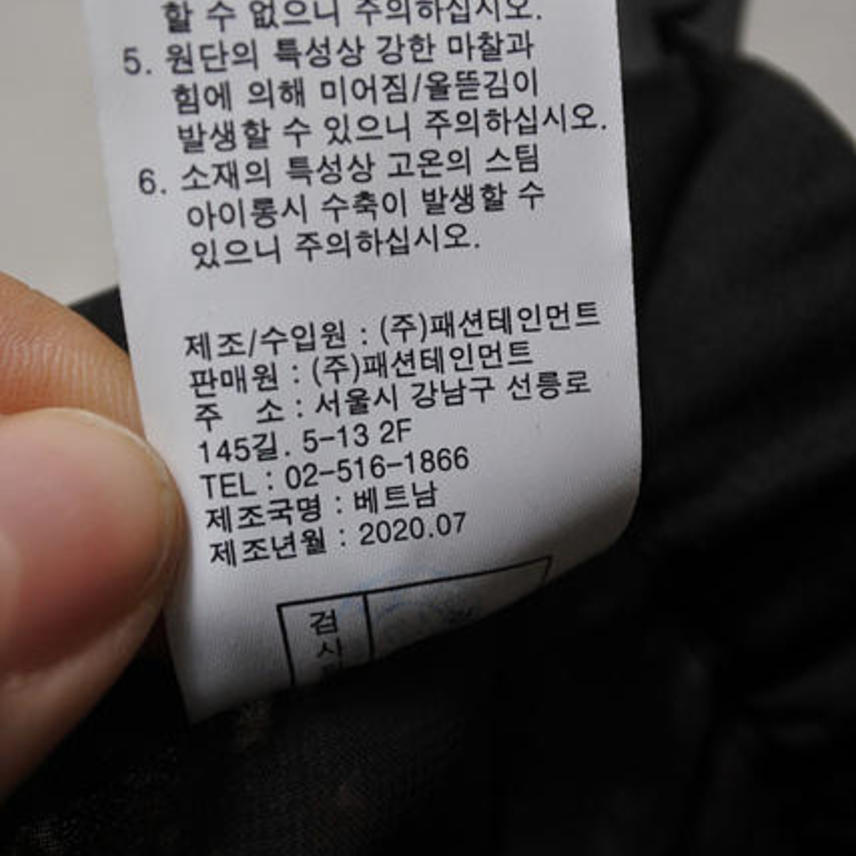 할 수 없으니 주의하십시오.
5. 원단의 특성상 강한 마찰과
힘에 의해 미어짐/올뜯김이
발생할 수 있으니 주의하십시오.
6. 소재의 특성상 고온의 스팀
아이롱시 수축이 발생할 수
있으니 주의하십시오.
제조/수입원 : (주)패션테인먼트
판매원 : (주)패션테인먼트
주 소 : 서울시 강남구 선릉로
145길. 5-13 2F
TEL : 02-516-1866
제조국명 : 베트남
제조년월 : 2020.07
검
사